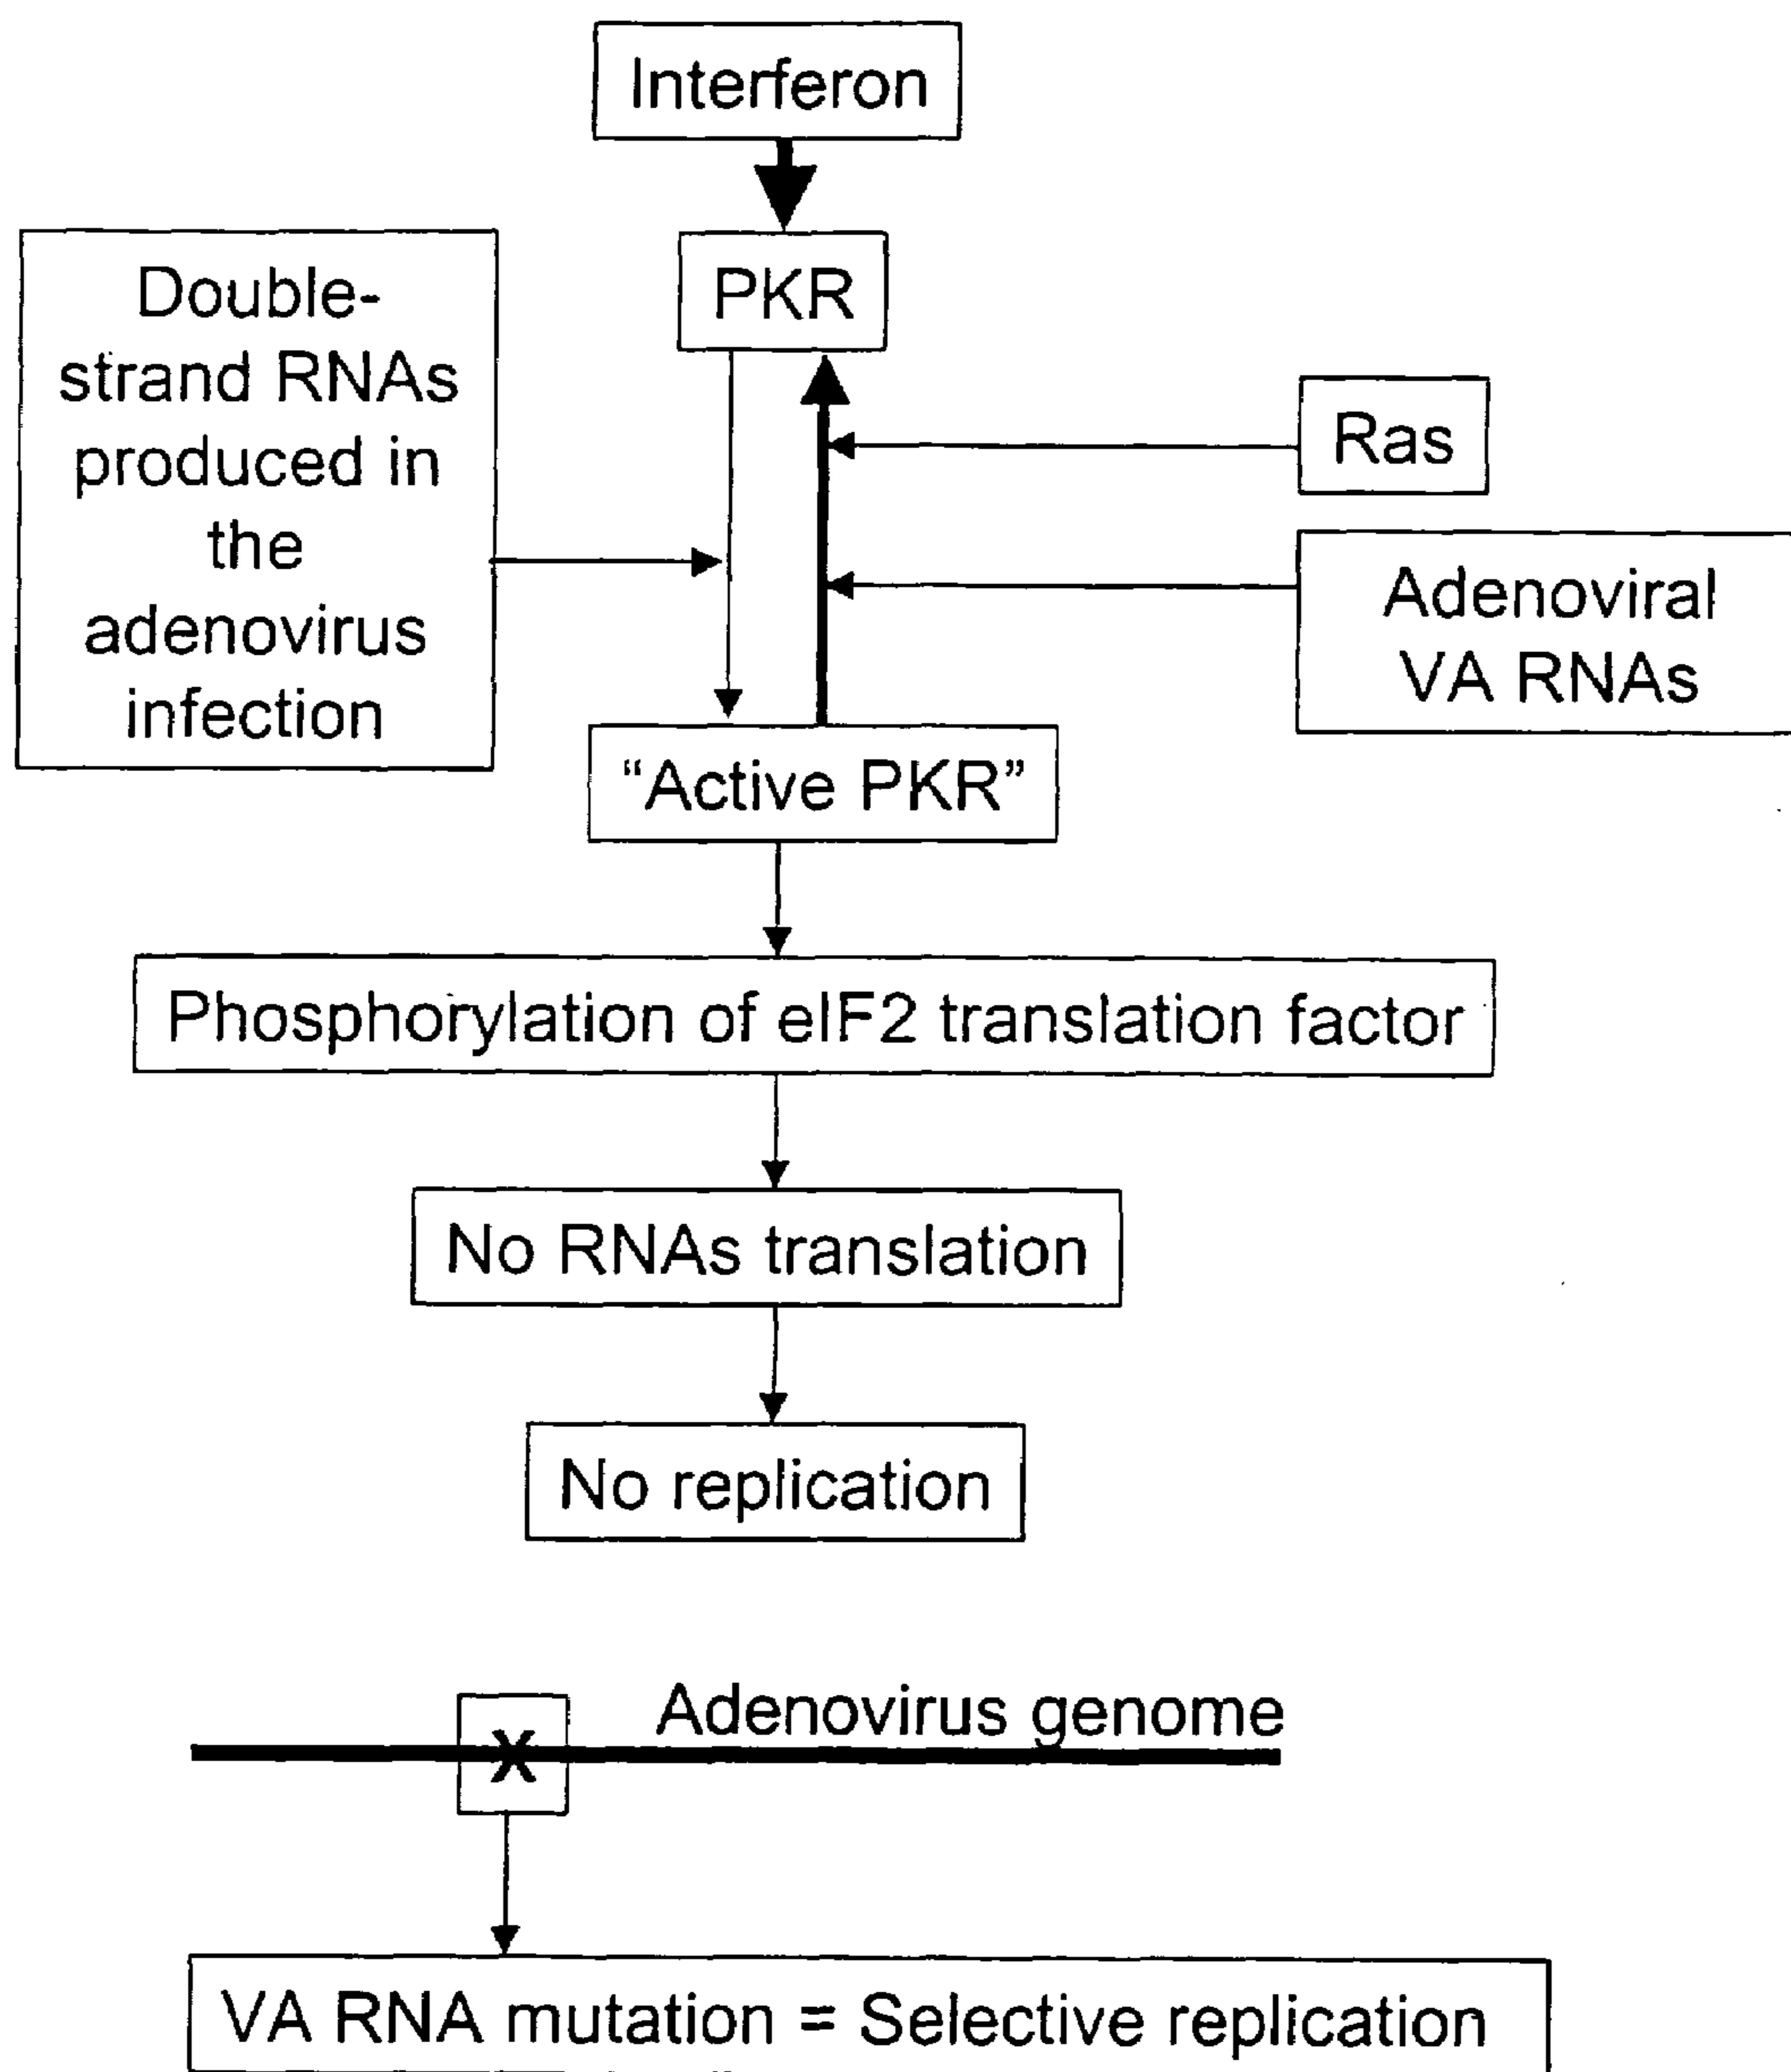 Interferon
PKR
Double-
strand RNAs
produced in
the
adenovirus
infection
Ras
Adenoviral
VA RNAs
“Active PKR”
Phosphorylation of eIF2 translation factor
No RNAs translation
No replication
Adenovirus genome
X
VA RNA mutation = Selective replication